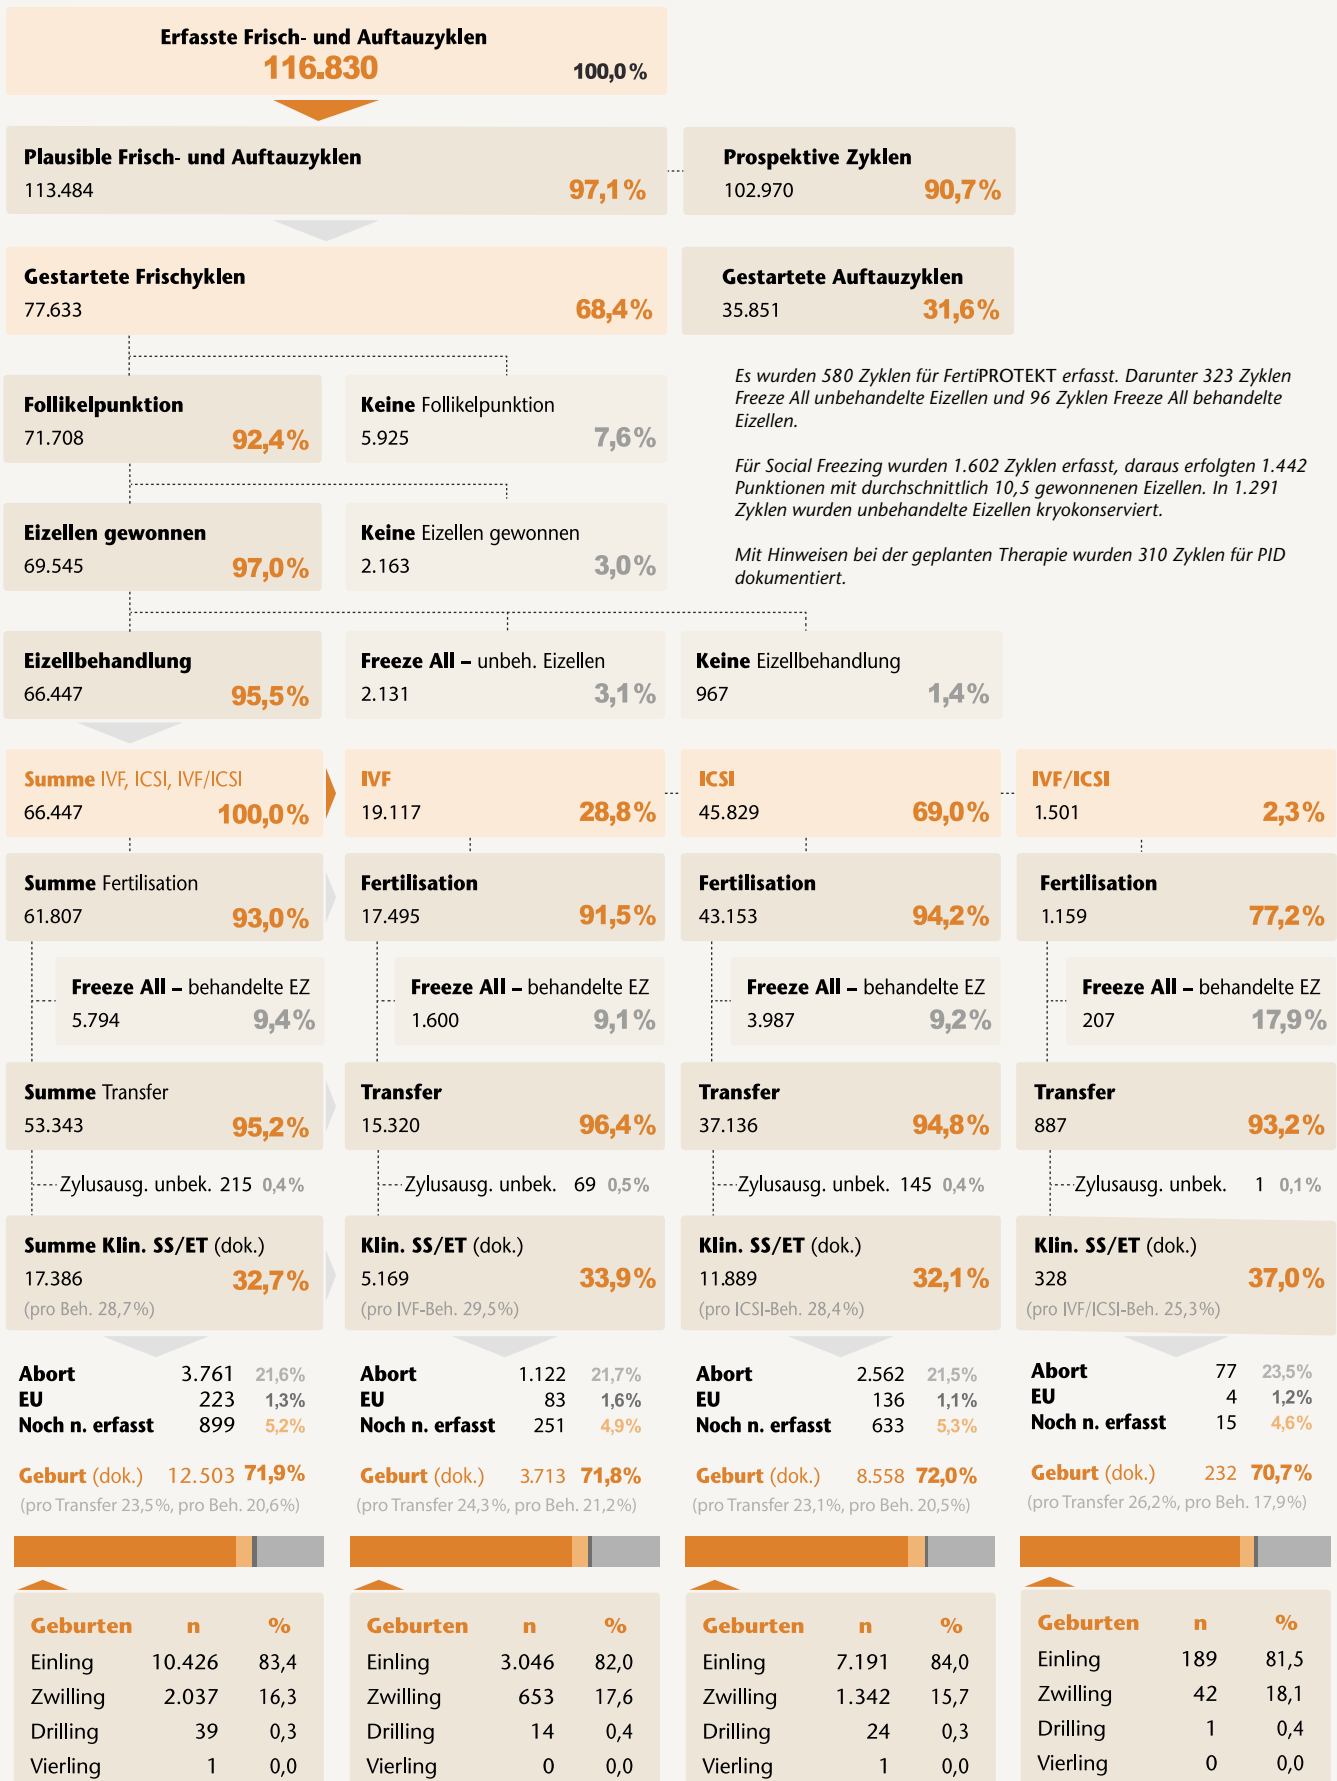 Erfasste Frisch- und Auftauzyklen
116.830 100,0%
Plausible Frisch- und Auftauzyklen
113.484 97,1%
Prospektive Zyklen
102.970 90,7%
Gestartete Frischyklen
77.633 68,4%
Gestartete Auftauzyklen
35.851 31,6%
Follikelpunktion
71.708 92,4%
Keine Follikelpunktion
5.925 7,6%
Es wurden 580 Zyklen für FertiPROTEKT erfasst. Darunter 323 Zyklen
Freeze All unbehandelte Eizellen und 96 Zyklen Freeze All behandelte
Eizellen.
Für Social Freezing wurden 1.602 Zyklen erfasst, daraus erfolgten 1.442
Punktionen mit durchschnittlich 10,5 gewonnenen Eizellen. In 1.291
Zyklen wurden unbehandelte Eizellen kryokonserviert.
Mit Hinweisen bei der geplanten Therapie wurden 310 Zyklen für PID
dokumentiert.
Eizellen gewonnen
69.545 97,0%
Keine Eizellen gewonnen
2.163 3,0%
Eizellbehandlung
66.447 95,5%
Freeze All – unbeh. Eizellen
2.131 3,1%
Keine Eizellbehandlung
967 1,4%
Summe IVF, ICSI, IVF/ICSI
66.447 100,0%
IVF
19.117 28,8%
ICSI
45.829 69,0%
IVF/ICSI
1.501 2,3%
Summe Fertilisation
61.807 93,0%
Fertilisation
17.495 91,5%
Fertilisation
43.153 94,2%
Fertilisation
1.159 77,2%
Freeze All – behandelte EZ
5.794 9,4%
Freeze All – behandelte EZ
1.600 9,1%
Freeze All – behandelte EZ
3.987 9,2%
Freeze All – behandelte EZ
207 17,9%
Summe Transfer
53.343 95,2%
Transfer
15.320 96,4%
Transfer
37.136 94,8%
Transfer
887 93,2%
Zylusausg. unbek. 215 0,4%
Zylusausg. unbek. 69 0,5%
Zylusausg. unbek. 145 0,4%
Zylusausg. unbek. 1 0,1%
Summe Klin. SS/ET (dok.)
17.386 32,7%
(pro Beh. 28,7%)
Klin. SS/ET (dok.)
5.169 33,9%
(pro IVF-Beh. 29,5%)
Klin. SS/ET (dok.)
11.889 32,1%
(pro ICSI-Beh. 28,4%)
Klin. SS/ET (dok.)
328 37,0%
(pro IVF/ICSI-Beh. 25,3%)
Abort 3.761 21,6%
EU 223 1,3%
Noch n. erfasst 899 5,2%
Geburt (dok.) 12.503 71,9%
(pro Transfer 23,5%, pro Beh. 20,6%)
Abort 1.122 21,7%
EU 83 1,6%
Noch n. erfasst 251 4,9%
Geburt (dok.) 3.713 71,8%
(pro Transfer 24,3%, pro Beh. 21,2%)
Abort 2.562 21,5%
EU 136 1,1%
Noch n. erfasst 633 5,3%
Geburt (dok.) 8.558 72,0%
(pro Transfer 23,1%, pro Beh. 20,5%)
Abort 77 23,5%
EU 4 1,2%
Noch n. erfasst 15 4,6%
Geburt (dok.) 232 70,7%
(pro Transfer 26,2%, pro Beh. 17,9%)
Geburten n %
Einling 10.426 83,4
Zwilling 2.037 16,3
Drilling 39 0,3
Vierling 1 0,0
Geburten n %
Einling 3.046 82,0
Zwilling 653 17,6
Drilling 14 0,4
Vierling 0 0,0
Geburten n %
Einling 7.191 84,0
Zwilling 1.342 15,7
Drilling 24 0,3
Vierling 1 0,0
Geburten n %
Einling 189 81,5
Zwilling 42 18,1
Drilling 1 0,4
Vierling 0 0,0